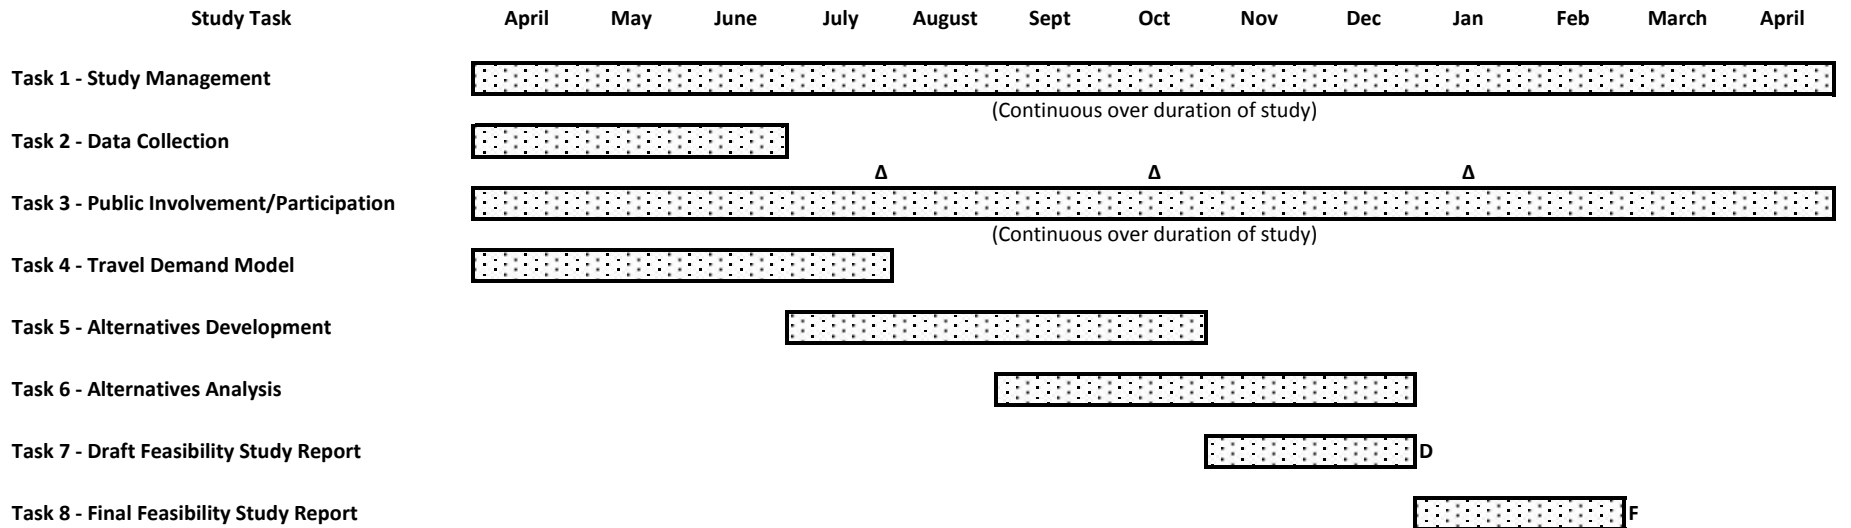 Study Task April May June July August Sept Oct Nov Dec Jan Feb March April
Task 1 - Study Management
(Continuous over duration of study)
Task 2 - Data Collection
Δ Δ Δ
Task 3 - Public Involvement/Participation
(Continuous over duration of study)
Task 4 - Travel Demand Model
Task 5 - Alternatives Development
Task 6 - Alternatives Analysis
Task 7 - Draft Feasibility Study Report D
Task 8 - Final Feasibility Study Report F